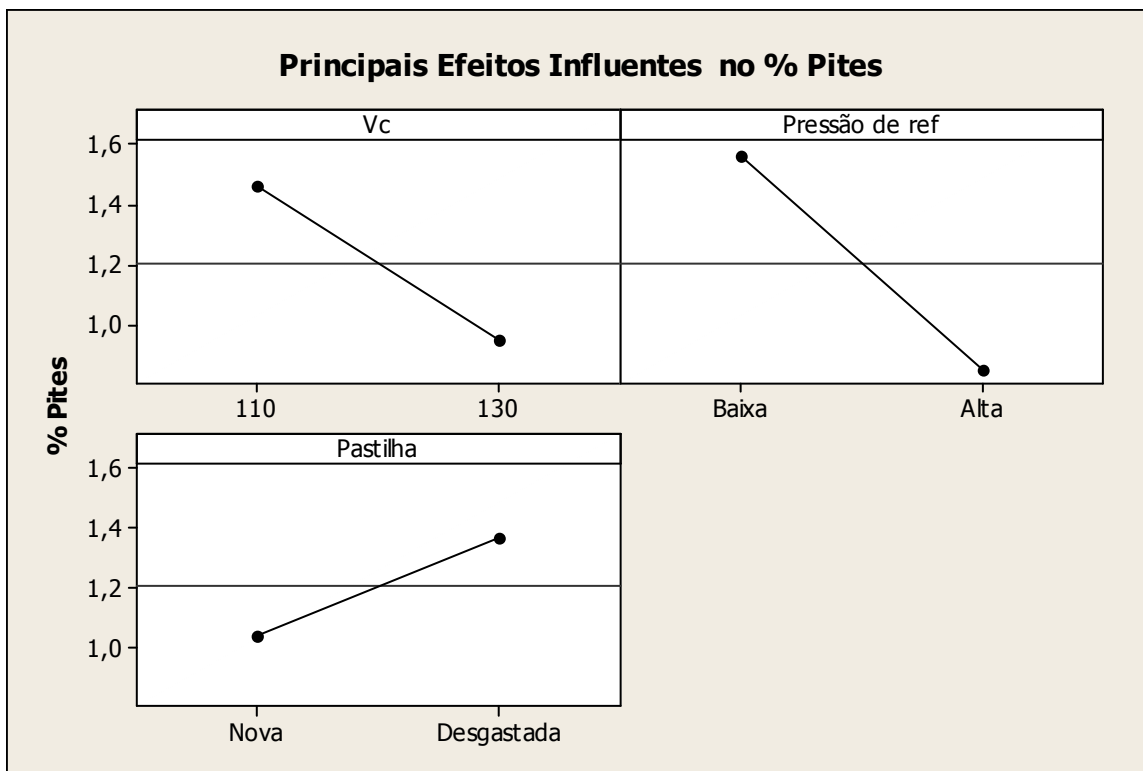 Principais Efeitos Influentes no % Pites
% Pites
Vc
Pressão de ref
1,6
1,4
1,2
1,0
110
130
Baixa
Alta
Pastilha
1,6
1,4
1,2
1,0
Nova
Desgastada